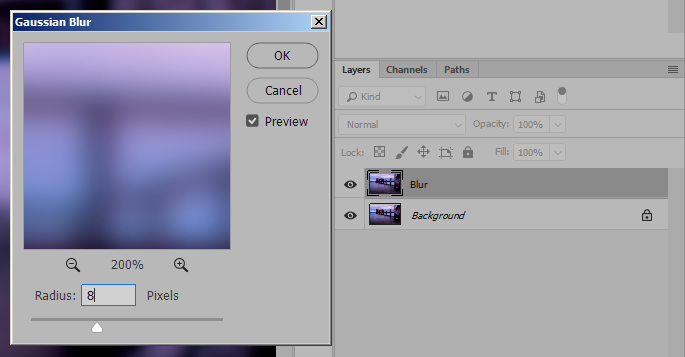 Gaussian Blur
OK
Cancel
Preview
200%
Radius: 8 Pixels
Layers Channels Paths
Kind
Normal Opacity: 100%
Lock: Fill: 100%
Blur
Background